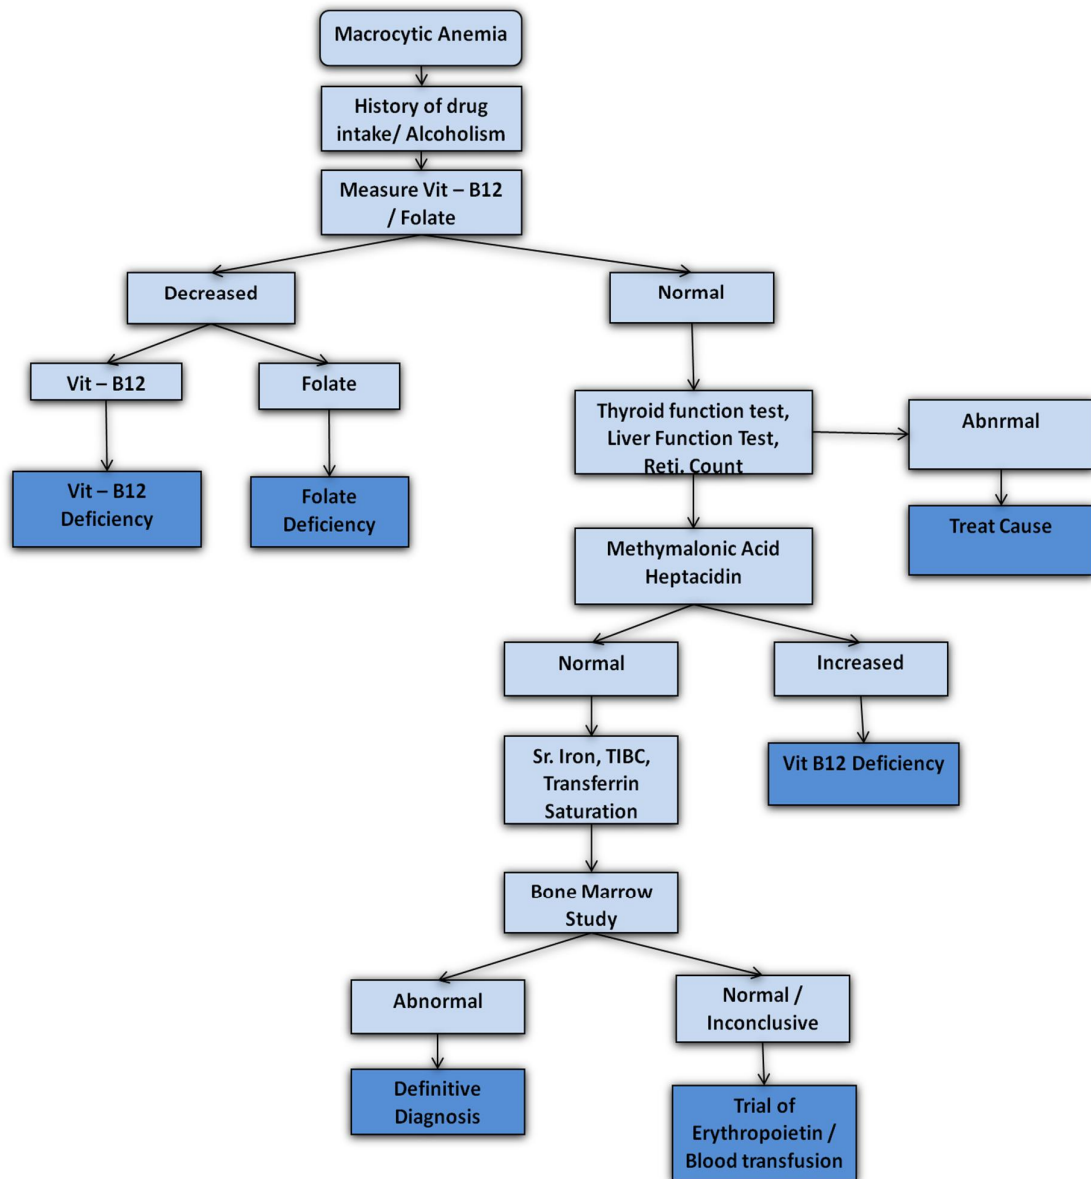 Macrocytic Anemia
History of drug
intake/ Alcoholism
Measure Vit – B12
/ Folate
Decreased
Normal
Vit – B12
Folate
Thyroid function test,
Liver Function Test,
Reti. Count
Abnrmal
Vit – B12
Deficiency
Folate
Deficiency
Treat Cause
Methymalonic Acid
Heptacidin
Normal
Increased
Sr. Iron, TIBC,
Transferrin
Saturation
Vit B12 Deficiency
Bone Marrow
Study
Abnormal
Normal /
Inconclusive
Definitive
Diagnosis
Trial of
Erythropoietin /
Blood transfusion